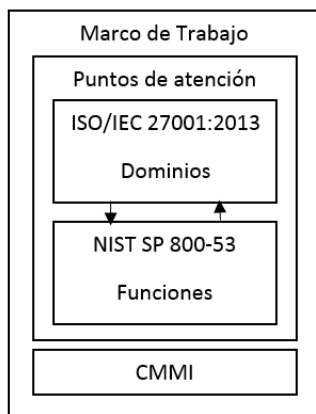 Marco de Trabajo
Puntos de atención
ISO/IEC 27001:2013
Dominios
NIST SP 800-53
Funciones
CMMI